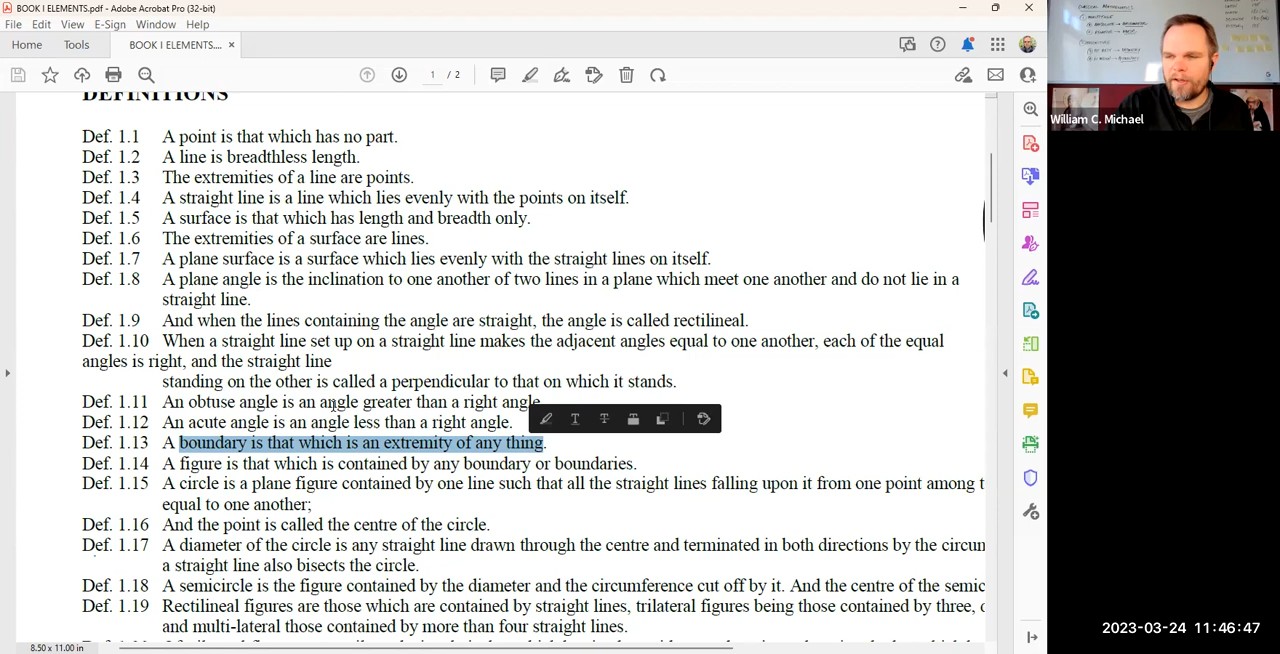 BOOK I ELEMENTS.pdf - Adobe Acrobat Pro (32-bit)
File Edit View E-Sign Window Help
Home Tools BOOK I ELEMENTS.... ×
1 / 2
DEFINITIONS
Def. 1.1 A point is that which has no part.
Def. 1.2 A line is breadthless length.
Def. 1.3 The extremities of a line are points.
Def. 1.4 A straight line is a line which lies evenly with the points on itself.
Def. 1.5 A surface is that which has length and breadth only.
Def. 1.6 The extremities of a surface are lines.
Def. 1.7 A plane surface is a surface which lies evenly with the straight lines on itself.
Def. 1.8 A plane angle is the inclination to one another of two lines in a plane which meet one another and do not lie in a
straight line.
Def. 1.9 And when the lines containing the angle are straight, the angle is called rectilineal.
Def. 1.10 When a straight line set up on a straight line makes the adjacent angles equal to one another, each of the equal
angles is right, and the straight line
standing on the other is called a perpendicular to that on which it stands.
Def. 1.11 An obtuse angle is an angle greater than a right angle
Def. 1.12 An acute angle is an angle less than a right angle.
Def. 1.13 A boundary is that which is an extremity of any thing.
Def. 1.14 A figure is that which is contained by any boundary or boundaries.
Def. 1.15 A circle is a plane figure contained by one line such that all the straight lines falling upon it from one point among t
equal to one another;
Def. 1.16 And the point is called the centre of the circle.
Def. 1.17 A diameter of the circle is any straight line drawn through the centre and terminated in both directions by the circun
a straight line also bisects the circle.
Def. 1.18 A semicircle is the figure contained by the diameter and the circumference cut off by it. And the centre of the semic
Def. 1.19 Rectilineal figures are those which are contained by straight lines, trilateral figures being those contained by three,
and multi-lateral those contained by more than four straight lines.
8.50 x 11.00 in
William C. Michael
2023-03-24 11:46:47